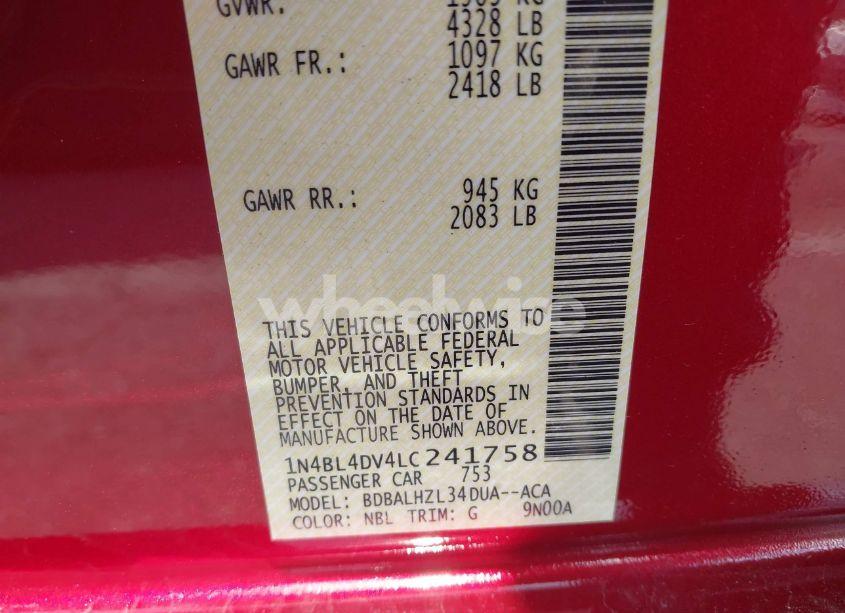 GVWR:
4328 LB
GAWR FR.: 1097 KG
2418 LB
GAWR RR.: 945 KG
2083 LB
wheelwise
THIS VEHICLE CONFORMS TO
ALL APPLICABLE FEDERAL
MOTOR VEHICLE SAFETY,
BUMPER, AND THEFT
PREVENTION STANDARDS IN
EFFECT ON THE DATE OF
MANUFACTURE SHOWN ABOVE.
1N4BL4DV4LC241758
PASSENGER CAR 753
MODEL: BDBALHZL34DUA--ACA
COLOR: NBL TRIM: G 9N00A